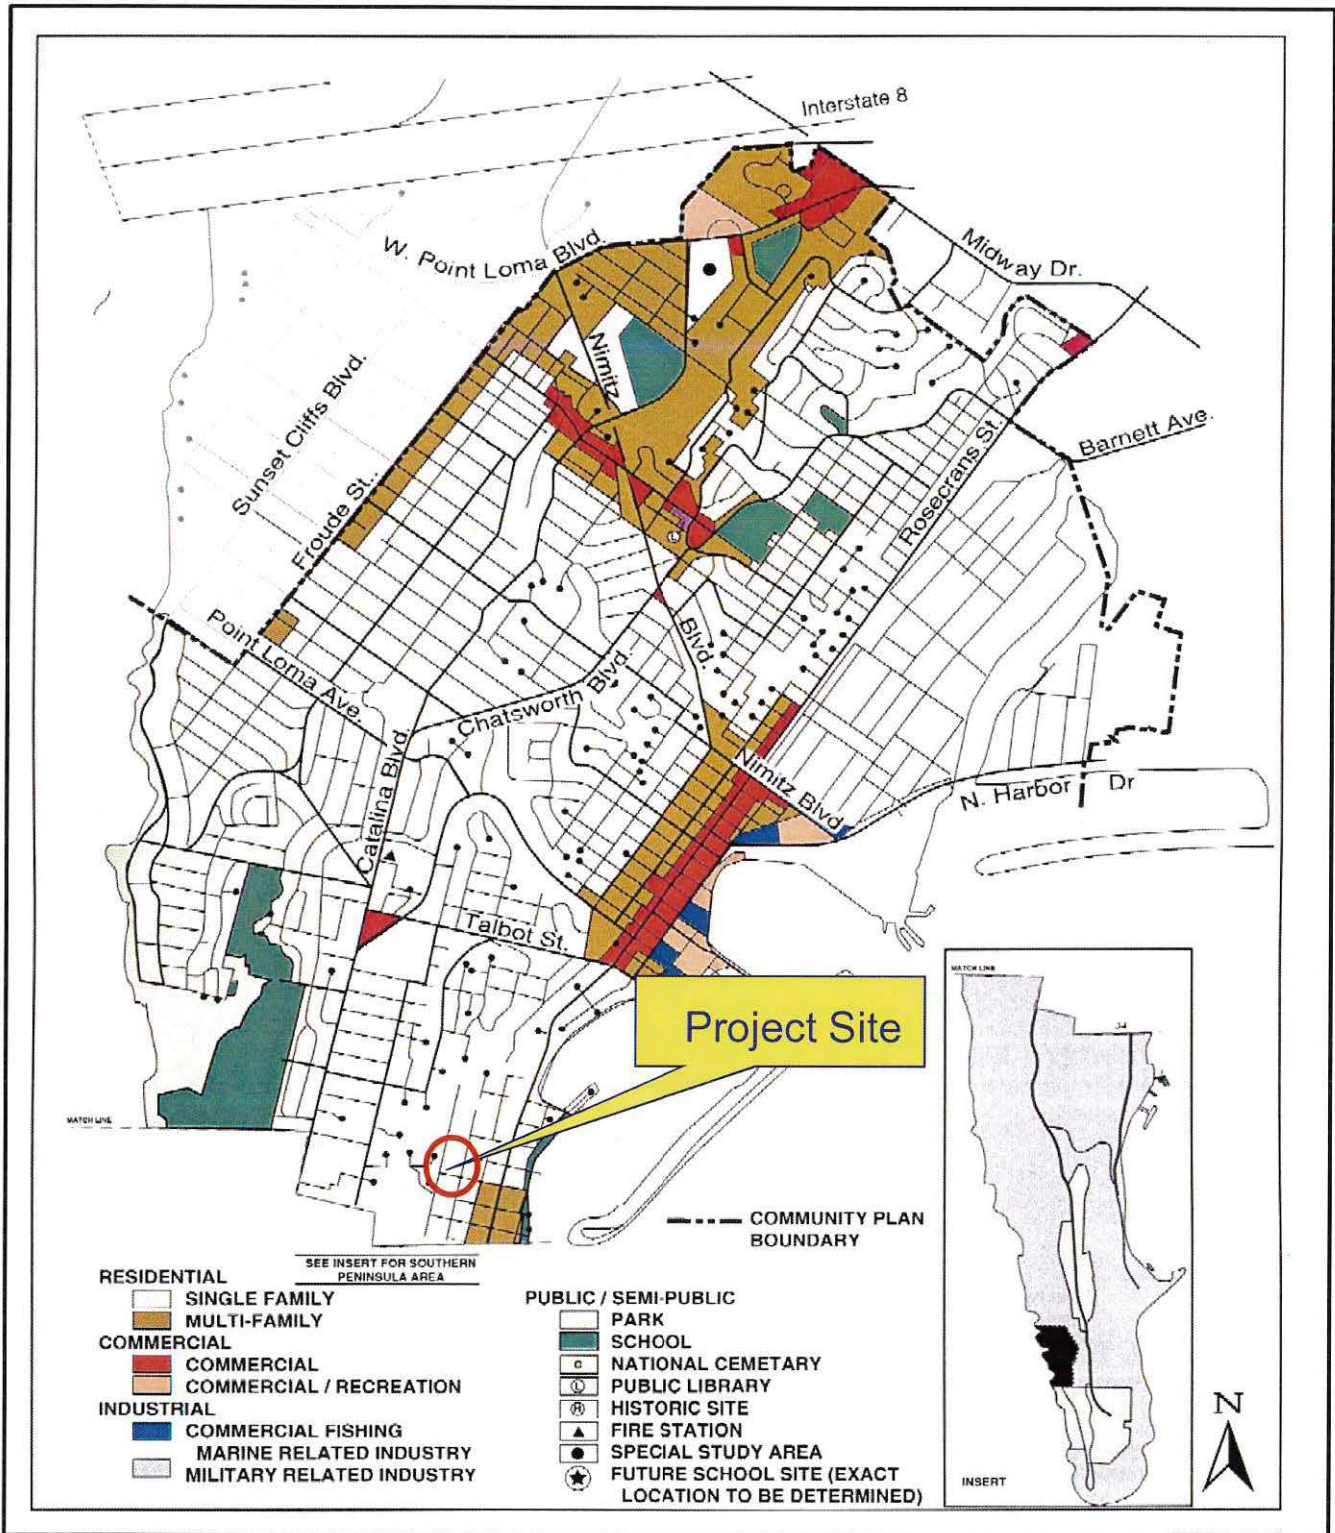 Interstate 8
W. Point Loma Blvd.
Midway Dr.
Nimitz
Sunset Cliffs Blvd.
Froude St.
Rosecrans St.
Barnett Ave.
Point Loma Ave.
Chatsworth Blvd.
Blvd.
Catalina Blvd.
Nimitz Blvd
N. Harbor Dr
Talbot St.
Project Site
MATCH LINE
MATCH LINE
COMMUNITY PLAN
BOUNDARY
SEE INSERT FOR SOUTHERN
PENINSULA AREA
RESIDENTIAL
SINGLE FAMILY
MULTI-FAMILY
COMMERCIAL
COMMERCIAL
COMMERCIAL / RECREATION
INDUSTRIAL
COMMERCIAL FISHING
MARINE RELATED INDUSTRY
MILITARY RELATED INDUSTRY
PUBLIC / SEMI-PUBLIC
PARK
SCHOOL
C NATIONAL CEMETARY
L PUBLIC LIBRARY
H HISTORIC SITE
FIRE STATION
SPECIAL STUDY AREA
FUTURE SCHOOL SITE (EXACT
LOCATION TO BE DETERMINED)
INSERT
N